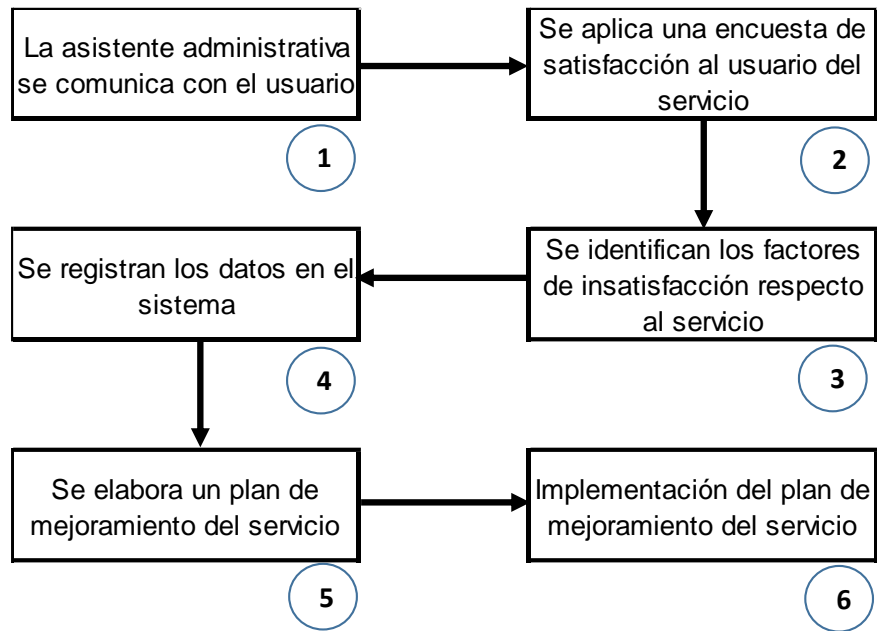 La asistente administrativa
se comunica con el usuario
1
Se aplica una encuesta de
satisfacción al usuario del
servicio
2
Se identifican los factores
de insatisfacción respecto
al servicio
3
Se registran los datos en el
sistema
4
Se elabora un plan de
mejoramiento del servicio
5
Implementación del plan de
mejoramiento del servicio
6